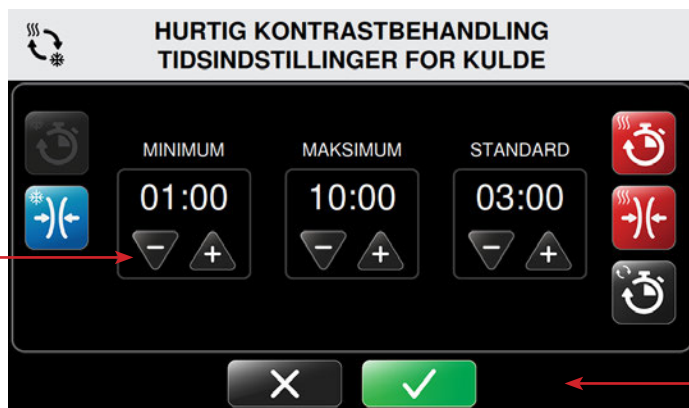 HURTIG KONTRASTBEHANDLING
TIDSINDSTILLINGER FOR KULDE
MINIMUM MAKSIMUM STANDARD
01:00 10:00 03:00
- + - + - +